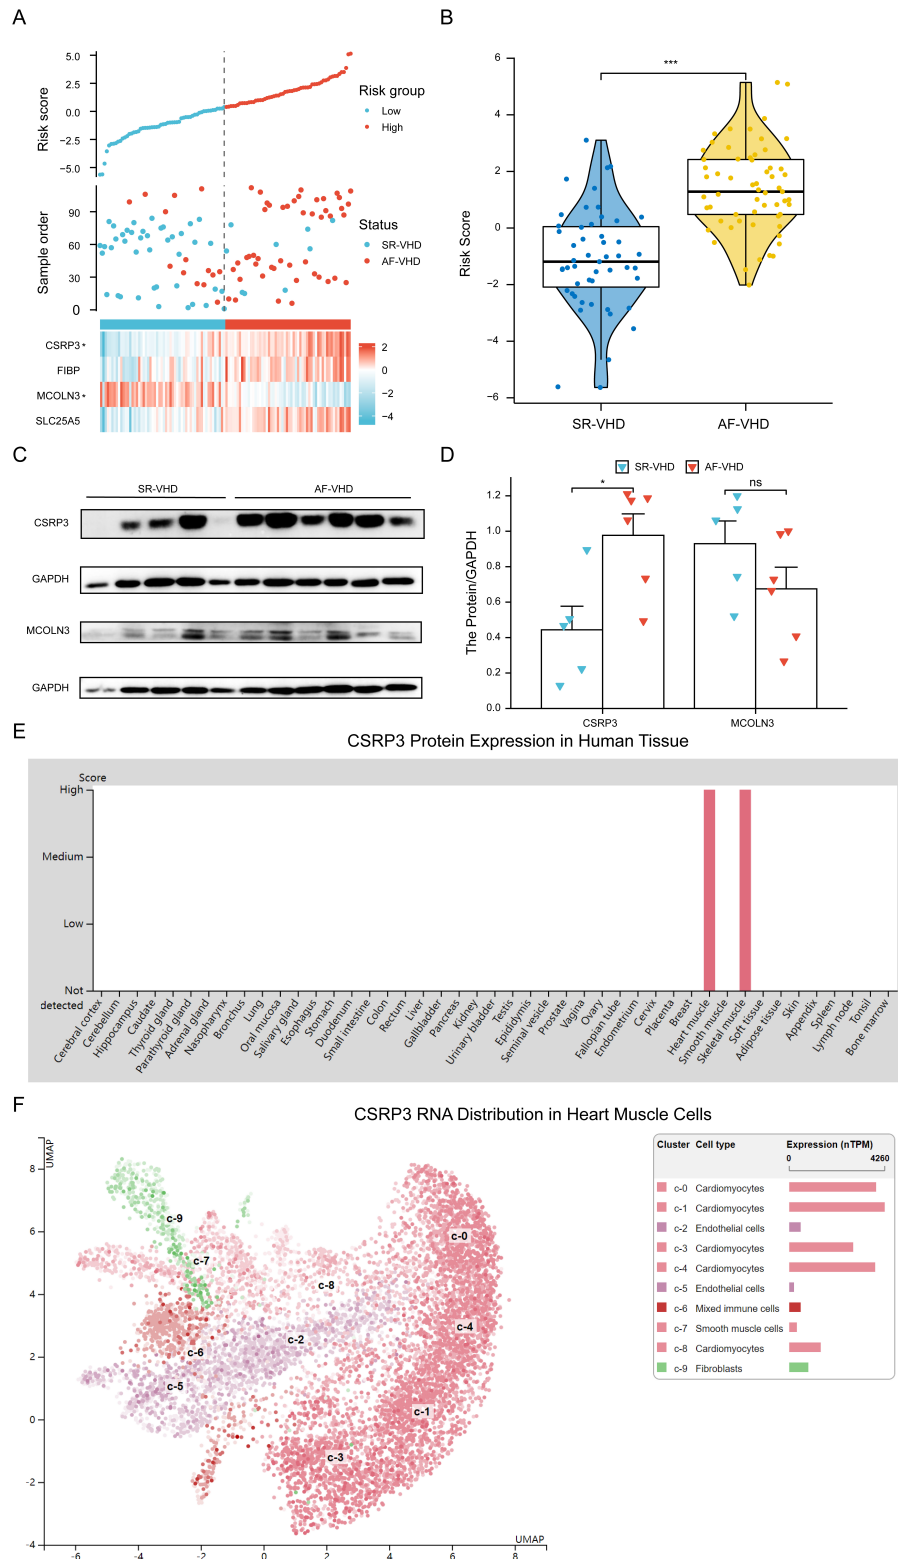 A
Risk score
5.0
2.5
0.0
−2.5
−5.0
Risk group
Low
High
Sample order
90
60
30
0
Status
SR-VHD
AF-VHD
CSRP3*
FIBP
MCOLN3*
SLC25A5
2
0
−2
−4
B
Risk Score
6
4
2
0
−2
−4
−6
***
SR-VHD
AF-VHD
C
SR-VHD
AF-VHD
CSRP3
GAPDH
MCOLN3
GAPDH
D
SR-VHD
AF-VHD
The Protein/GAPDH
1.2
1.0
0.8
0.6
0.4
0.2
0.0
*
ns
CSRP3
MCOLN3
E
CSRP3 Protein Expression in Human Tissue
Score
High
Medium
Low
Not
detected
Cerebral cortex
Cerebellum
Hippocampus
Caudate
Thyroid gland
Parathyroid gland
Adrenal gland
Nasopharynx
Bronchus
Lung
Oral mucosa
Salivary gland
Esophagus
Stomach
Duodenum
Small intestine
Colon
Rectum
Liver
Gallbladder
Pancreas
Kidney
Urinary bladder
Testis
Epididymis
Seminal vesicle
Prostate
Vagina
Ovary
Fallopian tube
Endometrium
Cervix
Placenta
Breast
Heart muscle
Smooth muscle
Skeletal muscle
Soft tissue
Adipose tissue
Skin
Appendix
Spleen
Lymph node
Tonsil
Bone marrow
F
CSRP3 RNA Distribution in Heart Muscle Cells
UMAP
8
6
4
2
0
−2
−4
c-9
c-7
c-0
c-8
c-4
c-2
c-6
c-5
c-1
c-3
−6
−4
−2
0
2
4
6
8
UMAP
Cluster Cell type Expression (nTPM)
0 4260
c-0 Cardiomyocytes
c-1 Cardiomyocytes
c-2 Endothelial cells
c-3 Cardiomyocytes
c-4 Cardiomyocytes
c-5 Endothelial cells
c-6 Mixed immune cells
c-7 Smooth muscle cells
c-8 Cardiomyocytes
c-9 Fibroblasts